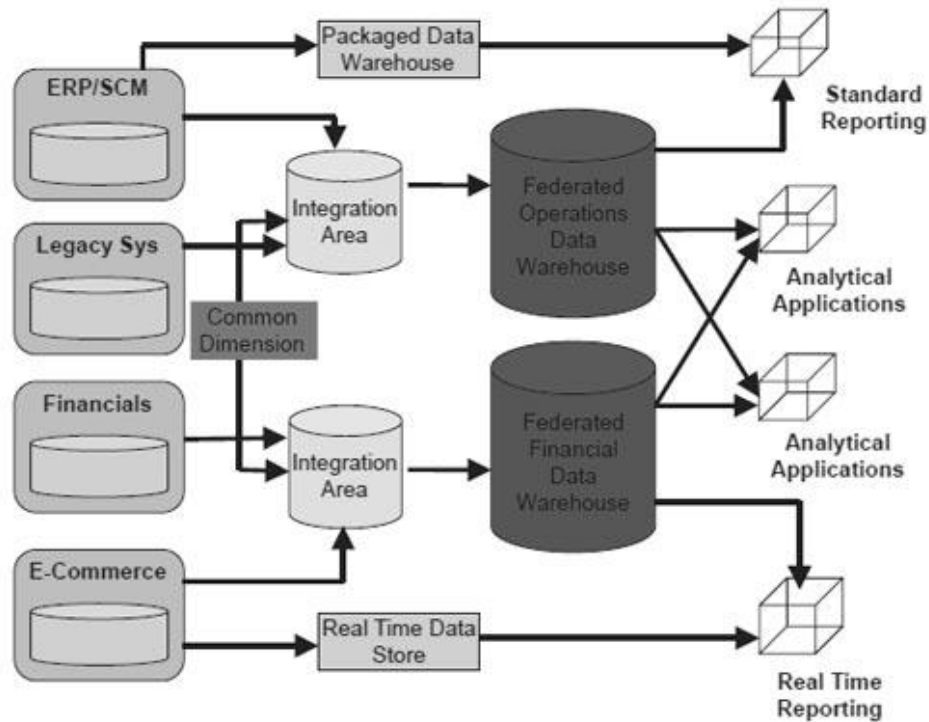 Packaged Data
Warehouse
ERP/SCM
Standard
Reporting
Integration
Area
Federated
Operations
Data
Warehouse
Legacy Sys
Analytical
Applications
Common
Dimension
Financials
Integration
Area
Federated
Financial
Data
Warehouse
Analytical
Applications
E-Commerce
Real Time Data
Store
Real Time
Reporting